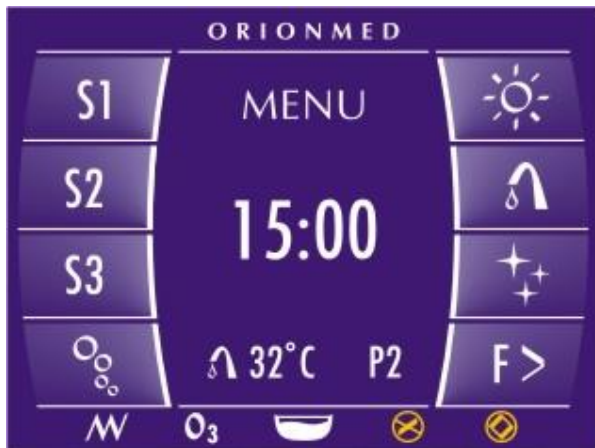 ORIONMED
S1
MENU
S2
15:00
S3
32°C P2
F >
O₃